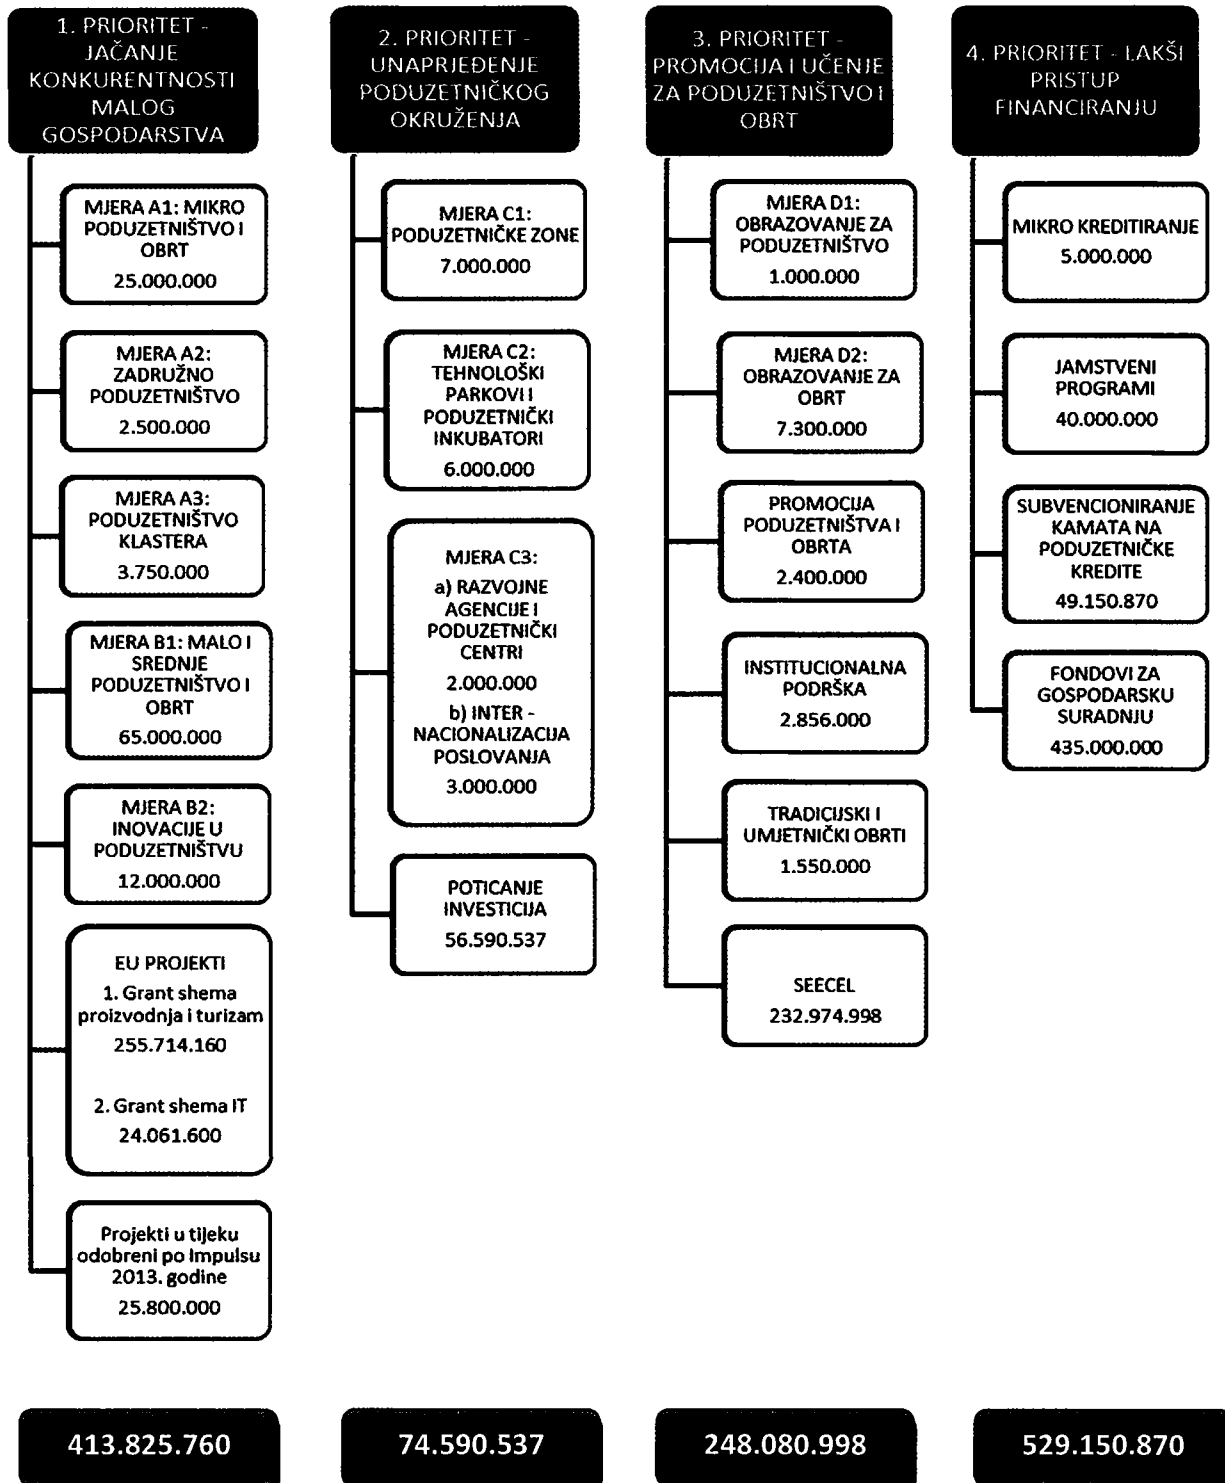 1. PRIORITET -
JAČANJE
KONKURENTNOSTI
MALOG
GOSPODARSTVA
MJERA A1: MIKRO
PODUZETNIŠTVO I
OBRT
25.000.000
MJERA A2:
ZADRUŽNO
PODUZETNIŠTVO
2.500.000
MJERA A3:
PODUZETNIŠTVO
KLASTERA
3.750.000
MJERA B1: MALO I
SREDNJE
PODUZETNIŠTVO I
OBRT
65.000.000
MJERA B2:
INOVACIJE U
PODUZETNIŠTVU
12.000.000
EU PROJEKTI
1. Grant shema
proizvodnja i turizam
255.714.160
2. Grant shema IT
24.061.600
Projekti u tijeku
odobreni po Impulsu
2013. godine
25.800.000
413.825.760
2. PRIORITET -
UNAPRJEĐENJE
PODUZETNIČKOG
OKRUŽENJA
MJERA C1:
PODUZETNIČKE ZONE
7.000.000
MJERA C2:
TEHNOLOŠKI
PARKOVI I
PODUZETNIČKI
INKUBATORI
6.000.000
MJERA C3:
a) RAZVOJNE
AGENCIJE I
PODUZETNIČKI
CENTRI
2.000.000
b) INTER -
NACIONALIZACIJA
POSLOVANJA
3.000.000
POTICANJE
INVESTICIJA
56.590.537
74.590.537
3. PRIORITET -
PROMOCIJA I UČENJE
ZA PODUZETNIŠTVO I
OBRT
MJERA D1:
OBRAZOVANJE ZA
PODUZETNIŠTVO
1.000.000
MJERA D2:
OBRAZOVANJE ZA
OBRT
7.300.000
PROMOCIJA
PODUZETNIŠTVA I
OBRTA
2.400.000
INSTITUCIONALNA
PODRŠKA
2.856.000
TRADICIJSKI I
UMJETNIČKI OBRTI
1.550.000
SEECEL
232.974.998
248.080.998
4. PRIORITET - LAKŠI
PRISTUP
FINANCIRANJU
MIKRO KREDITIRANJE
5.000.000
JAMSTVENI
PROGRAMI
40.000.000
SUBVENCIONIRANJE
KAMATA NA
PODUZETNIČKE
KREDITE
49.150.870
FONDOVI ZA
GOSPODARSKU
SURADNJU
435.000.000
529.150.870